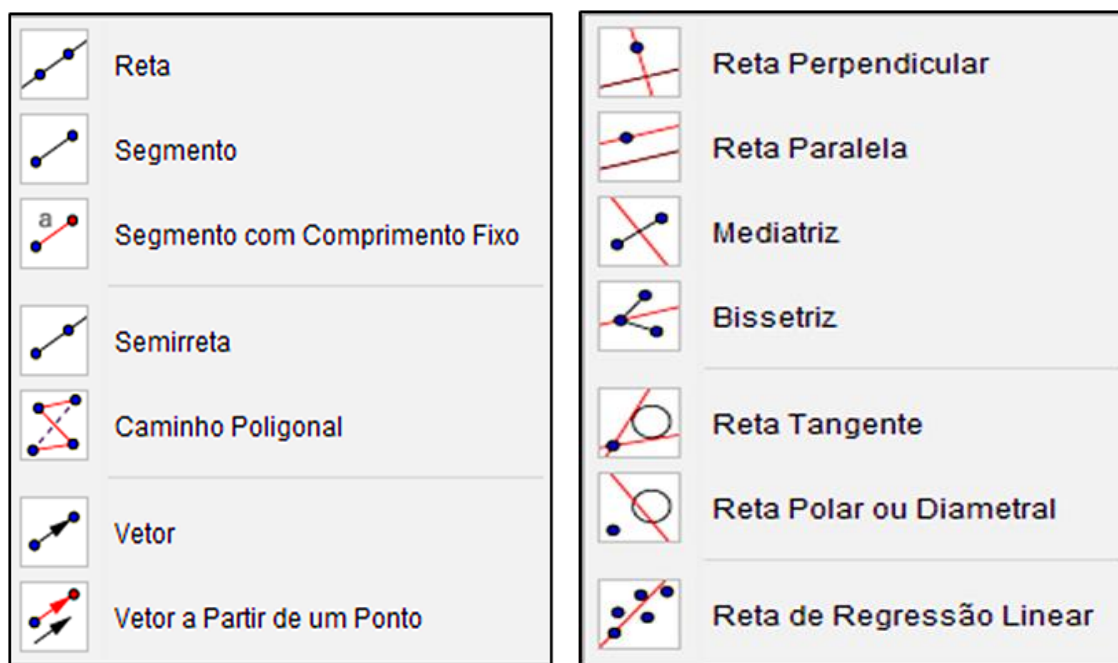 Reta
Segmento
a
Segmento com Comprimento Fixo
Semirreta
Caminho Poligonal
Vetor
Vetor a Partir de um Ponto
Reta Perpendicular
Reta Paralela
Mediatriz
Bissetriz
Reta Tangente
Reta Polar ou Diametral
Reta de Regressão Linear